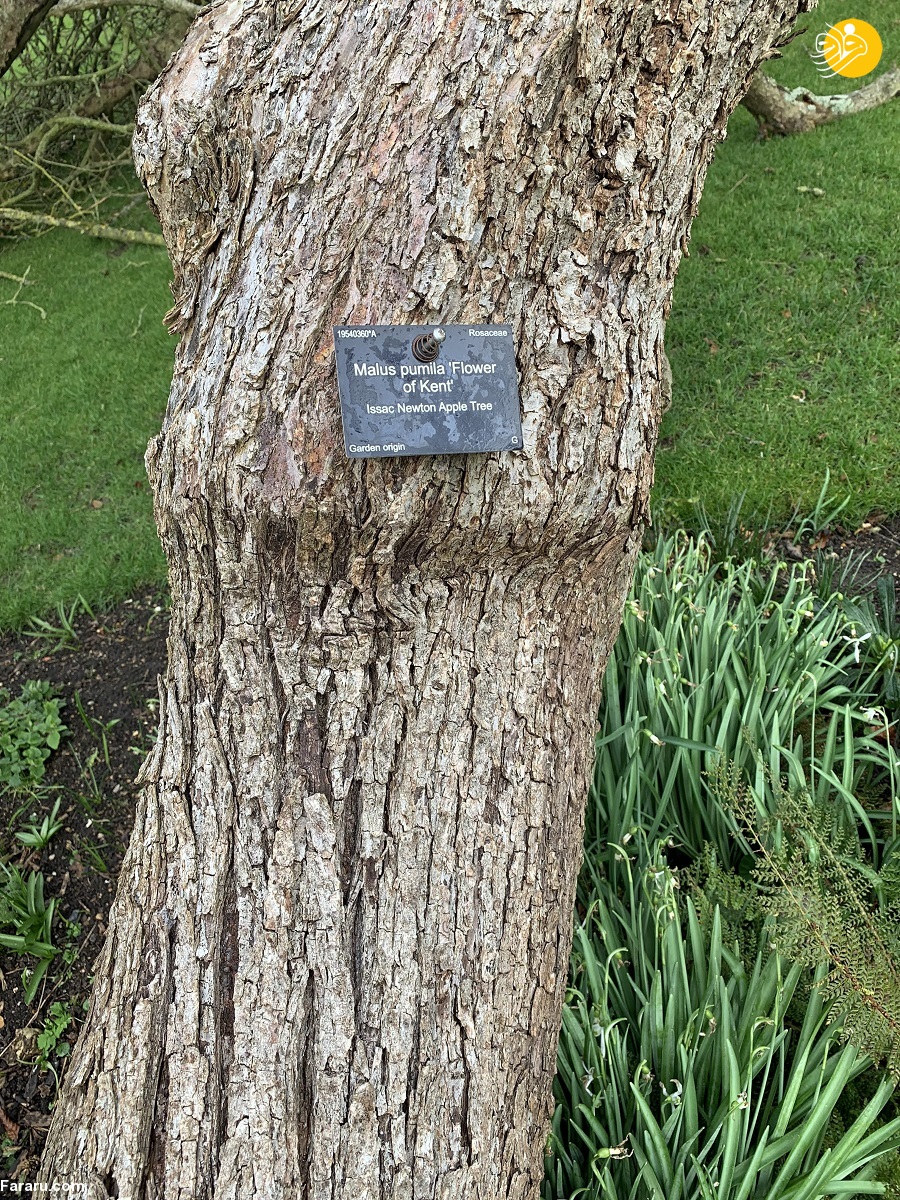 19540360*A Rosaceae
Malus pumila 'Flower
of Kent'
Issac Newton Apple Tree
Garden origin G
Fararu.com